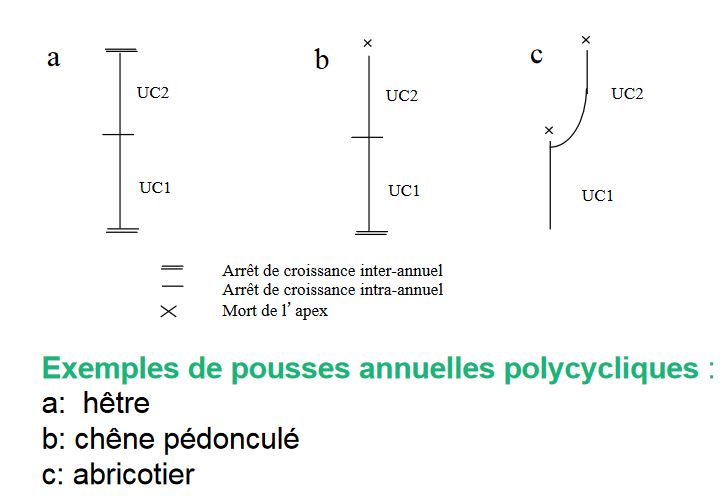 a
UC2
UC1
b
UC2
UC1
c
UC2
UC1
Arrêt de croissance inter-annuel
Arrêt de croissance intra-annuel
Mort de l’apex
Exemples de pousses annuelles polycycliques :
a:  hêtre
b: chêne pédonculé
c: abricotier